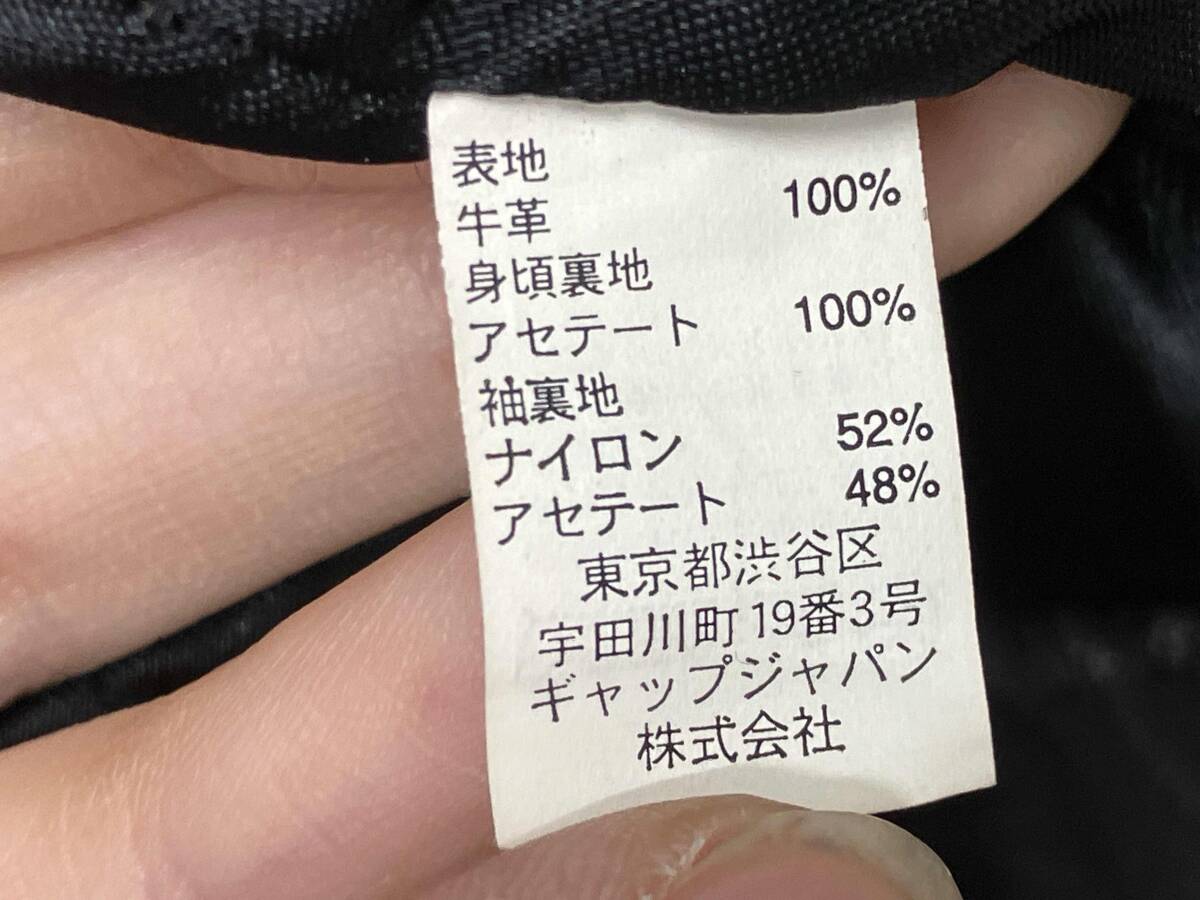 表地
牛革 100%
身頃裏地
アセテート 100%
袖裏地
ナイロン 52%
アセテート 48%
東京都渋谷区
宇田川町19番3号
ギャップジャパン
株式会社